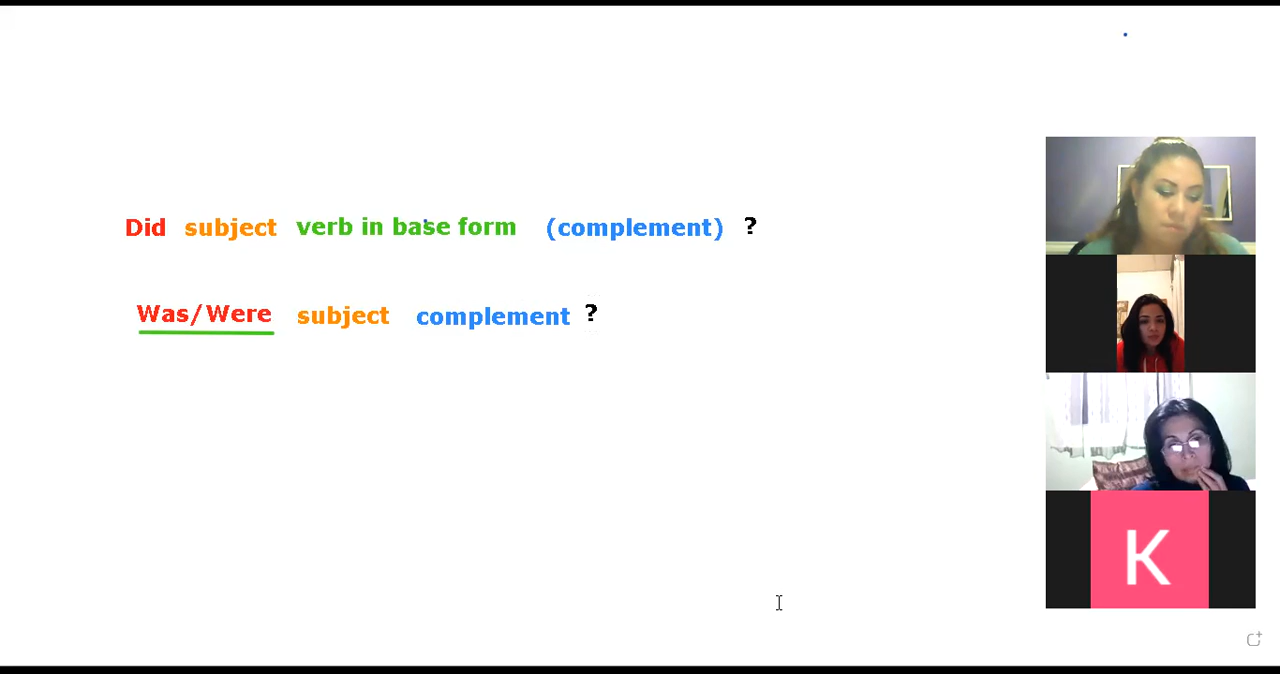 Did subject verb in base form (complement) ?
Was/Were subject complement ?
K